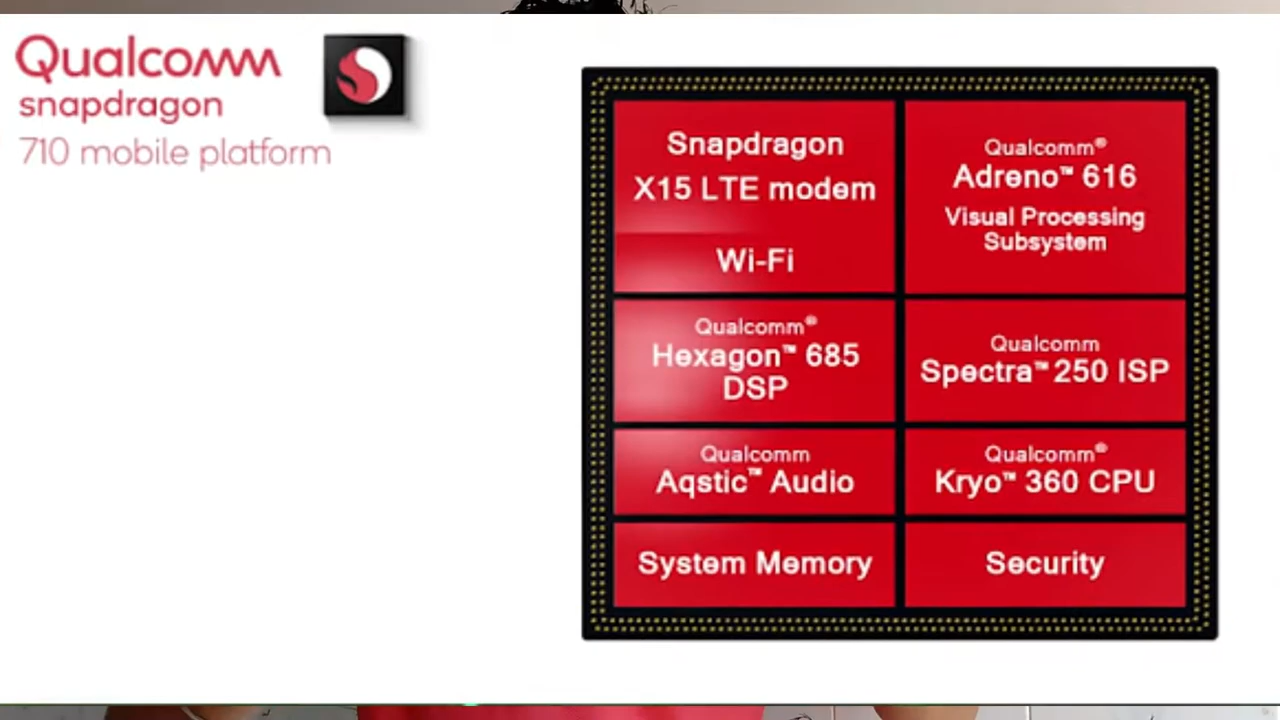 Qualcomm
snapdragon
710 mobile platform
Snapdragon
X15 LTE modem
Wi-Fi
Qualcomm®
Adreno™ 616
Visual Processing
Subsystem
Qualcomm®
Hexagon™ 685
DSP
Qualcomm
Spectra™ 250 ISP
Qualcomm
Aqstic™ Audio
Qualcomm®
Kryo™ 360 CPU
System Memory
Security